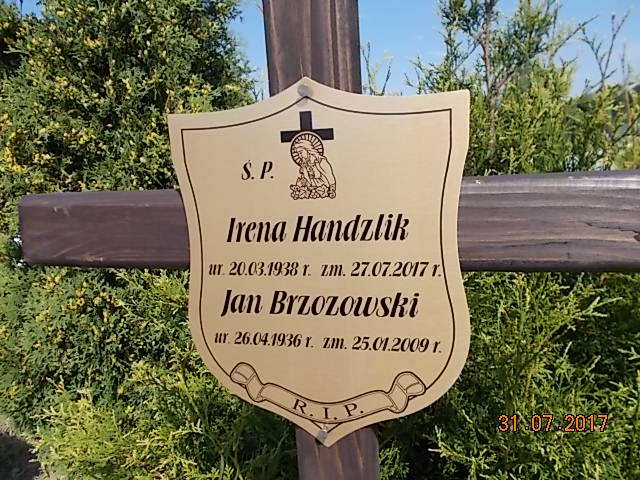 Ś. P.
Irena Handzlik
ur. 20.03.1938 r. zm. 27.07.2017 r.
Jan Brzozowski
ur. 26.04.1936 r. zm. 25.01.2009 r.
R. I. P.
31.07.2017